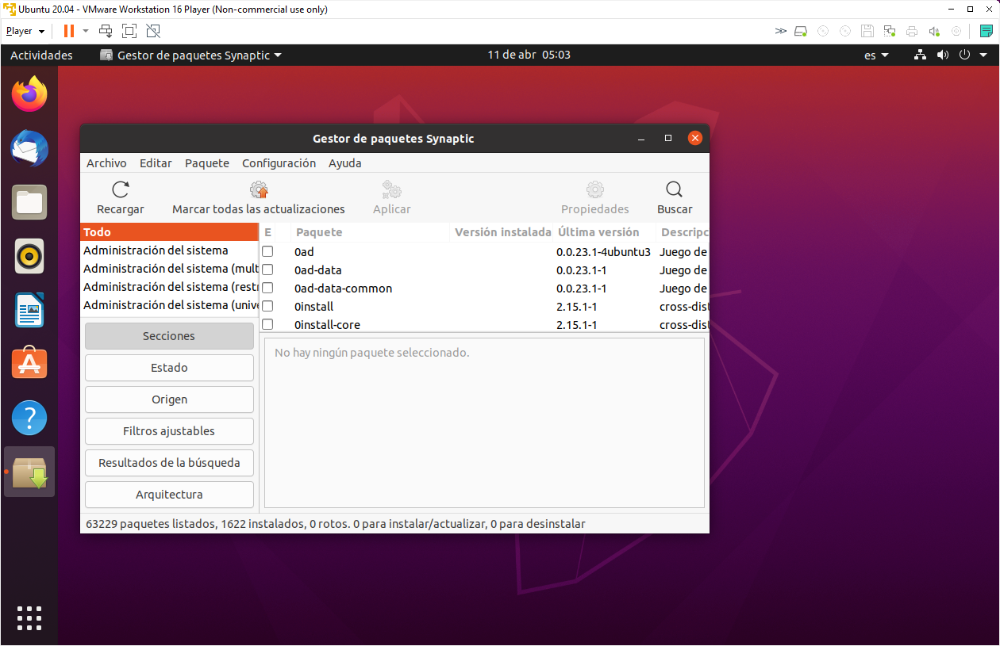 Ubuntu 20.04 - VMware Workstation 16 Player (Non-commercial use only)
Player
Actividades Gestor de paquetes Synaptic 11 de abr 05:03 es
Gestor de paquetes Synaptic
Archivo Editar Paquete Configuración Ayuda
Recargar Marcar todas las actualizaciones Aplicar Propiedades Buscar
Todo
Administración del sistema
Administración del sistema (mult
Administración del sistema (restr
Administración del sistema (unive
E Paquete Versión instalada Última versión Descripc
0ad 0.0.23.1-4ubuntu3 Juego de
0ad-data 0.0.23.1-1 Juego de
0ad-data-common 0.0.23.1-1 Juego de
0install 2.15.1-1 cross-dist
0install-core 2.15.1-1 cross-dist
Secciones
Estado
Origen
Filtros ajustables
Resultados de la búsqueda
Arquitectura
No hay ningún paquete seleccionado.
63229 paquetes listados, 1622 instalados, 0 rotos. 0 para instalar/actualizar, 0 para desinstalar